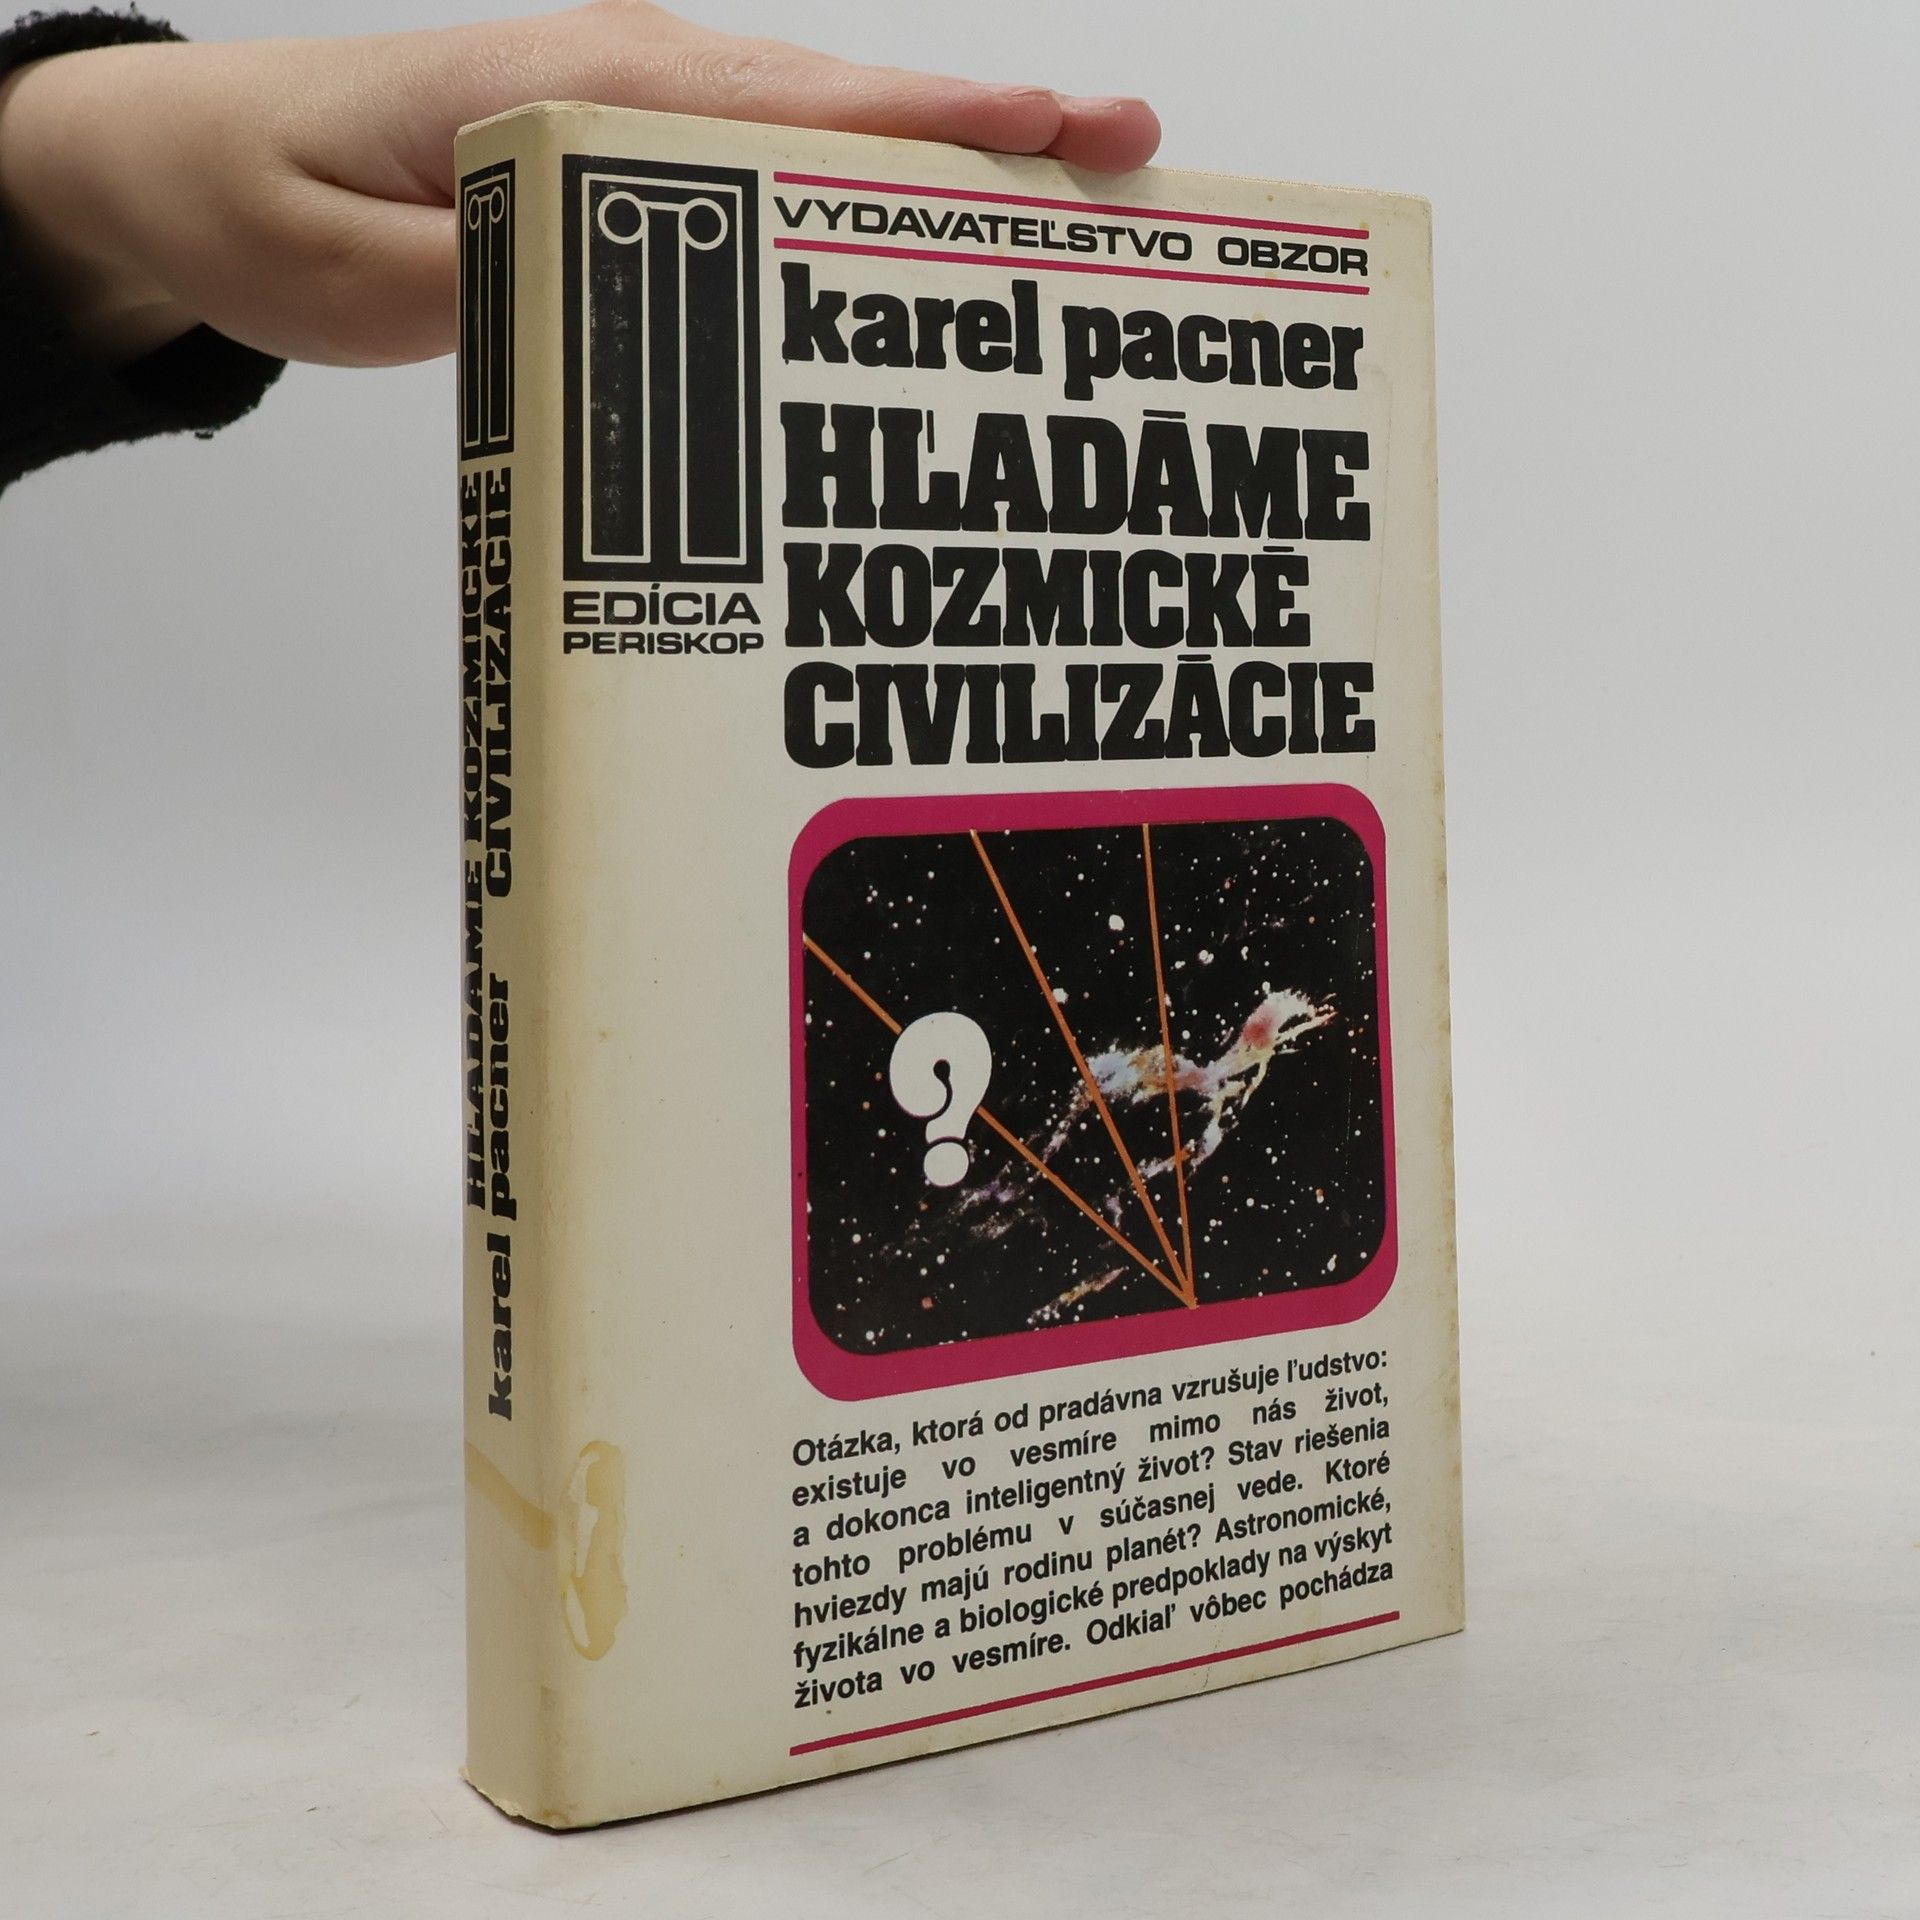 VYDAVATEĽSTVO OBZOR
karel pacner
HĽADÁME
KOZMICKÉ
CIVILIZÁCIE
EDÍCIA
PERISKOP
?
Otázka, ktorá od pradávna vzrušuje ľudstvo:
existuje vo vesmíre mimo nás život,
a dokonca inteligentný život? Stav riešenia
tohto problému v súčasnej vede. Ktoré
hviezdy majú rodinu planét? Astronomické,
fyzikálne a biologické predpoklady na výskyt
života vo vesmíre. Odkiaľ vôbec pochádza
HĽADÁME KOZMICKÉ
karel pacner CIVILIZÁCIE